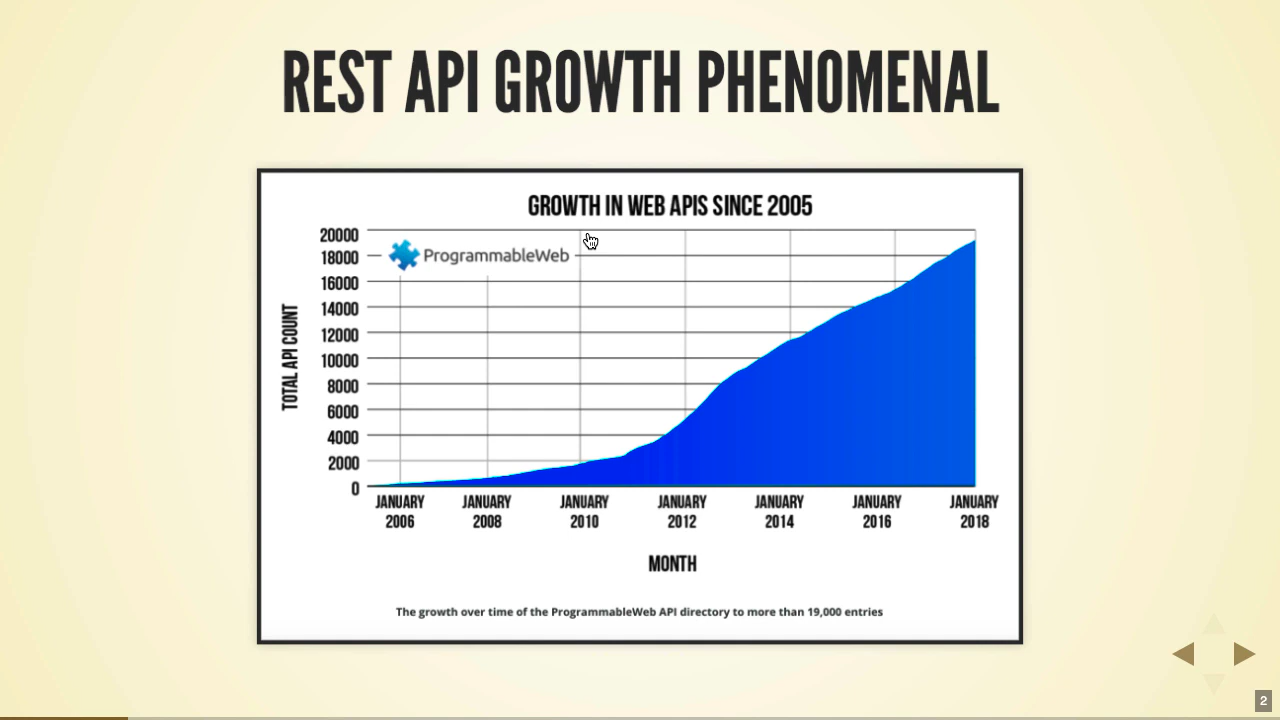 REST API GROWTH PHENOMENAL
GROWTH IN WEB APIS SINCE 2005
ProgrammableWeb
TOTAL API COUNT
20000
18000
16000
14000
12000
10000
8000
6000
4000
2000
0
JANUARY 2006
JANUARY 2008
JANUARY 2010
JANUARY 2012
JANUARY 2014
JANUARY 2016
JANUARY 2018
MONTH
The growth over time of the ProgrammableWeb API directory to more than 19,000 entries
2